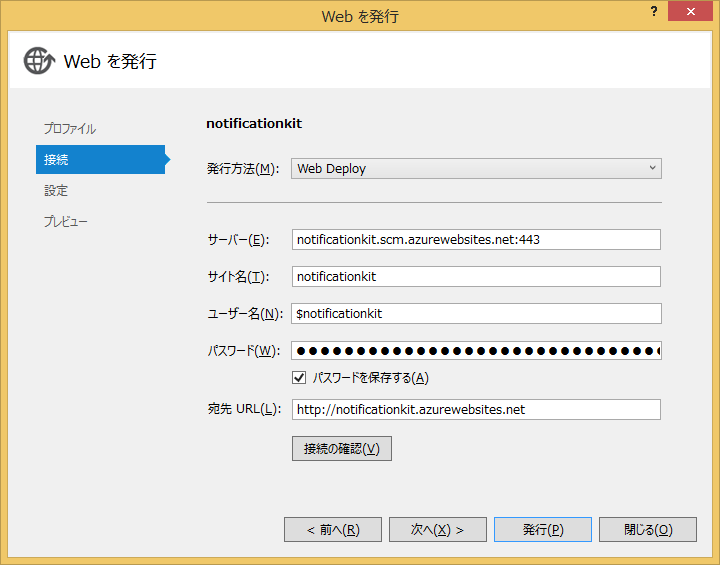 Web を発行
?
Web を発行
プロファイル
接続
設定
プレビュー
notificationkit
発行方法(M): Web Deploy
サーバー(E): notificationkit.scm.azurewebsites.net:443
サイト名(T): notificationkit
ユーザー名(N): $notificationkit
パスワード(W): ●●●●●●●●●●●●●●●●●●●●●●●●●●●●●●●
パスワードを保存する(A)
宛先 URL(L): http://notificationkit.azurewebsites.net
接続の確認(V)
< 前へ(R) 次へ(X) > 発行(P) 閉じる(O)